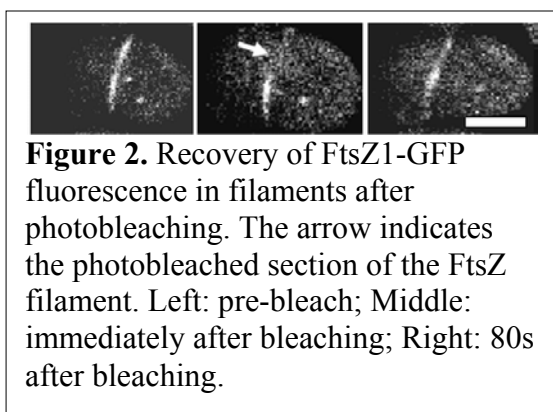 Figure 2. Recovery of FtsZ1-GFP
fluorescence in filaments after
photobleaching. The arrow indicates
the photobleached section of the FtsZ
filament. Left: pre-bleach; Middle:
immediately after bleaching; Right: 80s
after bleaching.